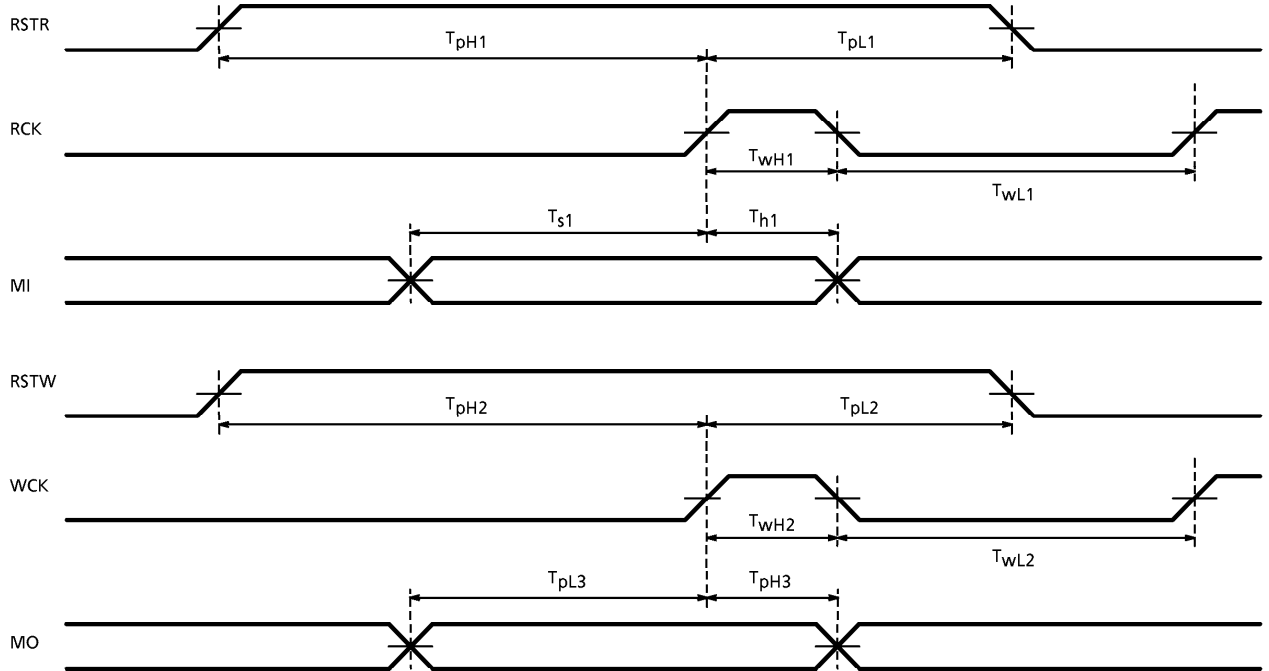 RSTR
TpH1 TpL1
RCK
TwH1
TwL1
Ts1 Th1
MI
RSTW
TpH2 TpL2
WCK
TwH2
TwL2
TpL3 TpH3
MO